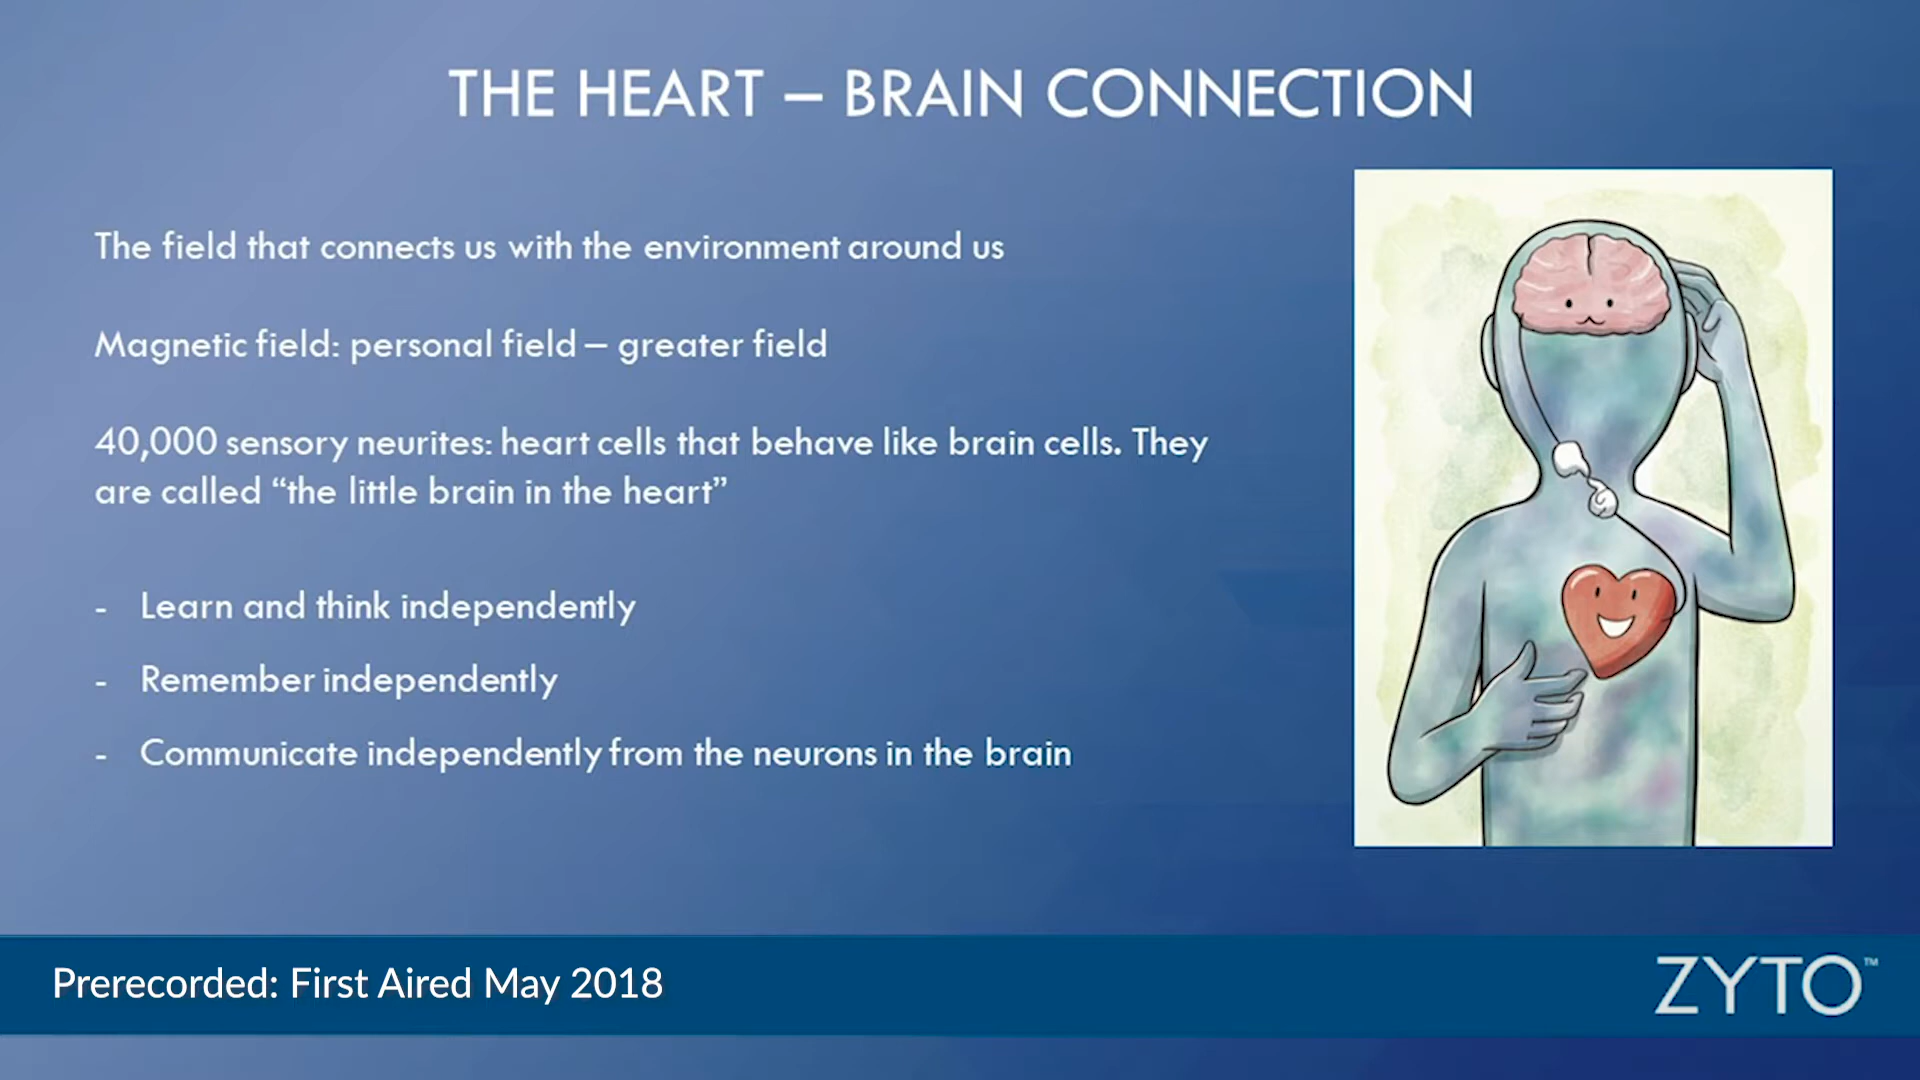 THE HEART – BRAIN CONNECTION
The field that connects us with the environment around us
Magnetic field: personal field – greater field
40,000 sensory neurites: heart cells that behave like brain cells. They
are called “the little brain in the heart”
- Learn and think independently
- Remember independently
- Communicate independently from the neurons in the brain
Prerecorded: First Aired May 2018
ZYTO™